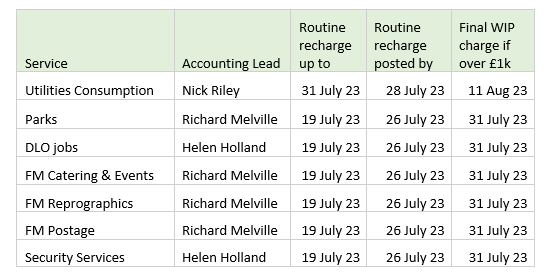 Service Accounting Lead Routine recharge up to Routine recharge posted by Final WIP charge if over £1k
Utilities Consumption Nick Riley 31 July 23 28 July 23 11 Aug 23
Parks Richard Melville 19 July 23 26 July 23 31 July 23
DLO jobs Helen Holland 19 July 23 26 July 23 31 July 23
FM Catering & Events Richard Melville 19 July 23 26 July 23 31 July 23
FM Reprographics Richard Melville 19 July 23 26 July 23 31 July 23
FM Postage Richard Melville 19 July 23 26 July 23 31 July 23
Security Services Helen Holland 19 July 23 26 July 23 31 July 23